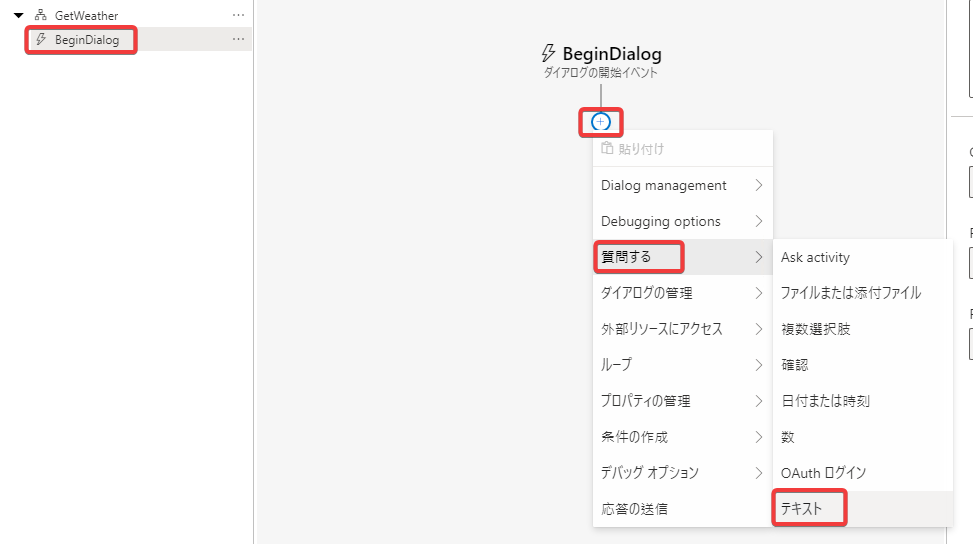 GetWeather
BeginDialog
BeginDialog
ダイアログの開始イベント
貼り付け
Dialog management
Debugging options
質問する
ダイアログの管理
外部リソースにアクセス
ループ
プロパティの管理
条件の作成
デバッグ オプション
応答の送信
Ask activity
ファイルまたは添付ファイル
複数選択肢
確認
日付または時刻
数
OAuth ログイン
テキスト